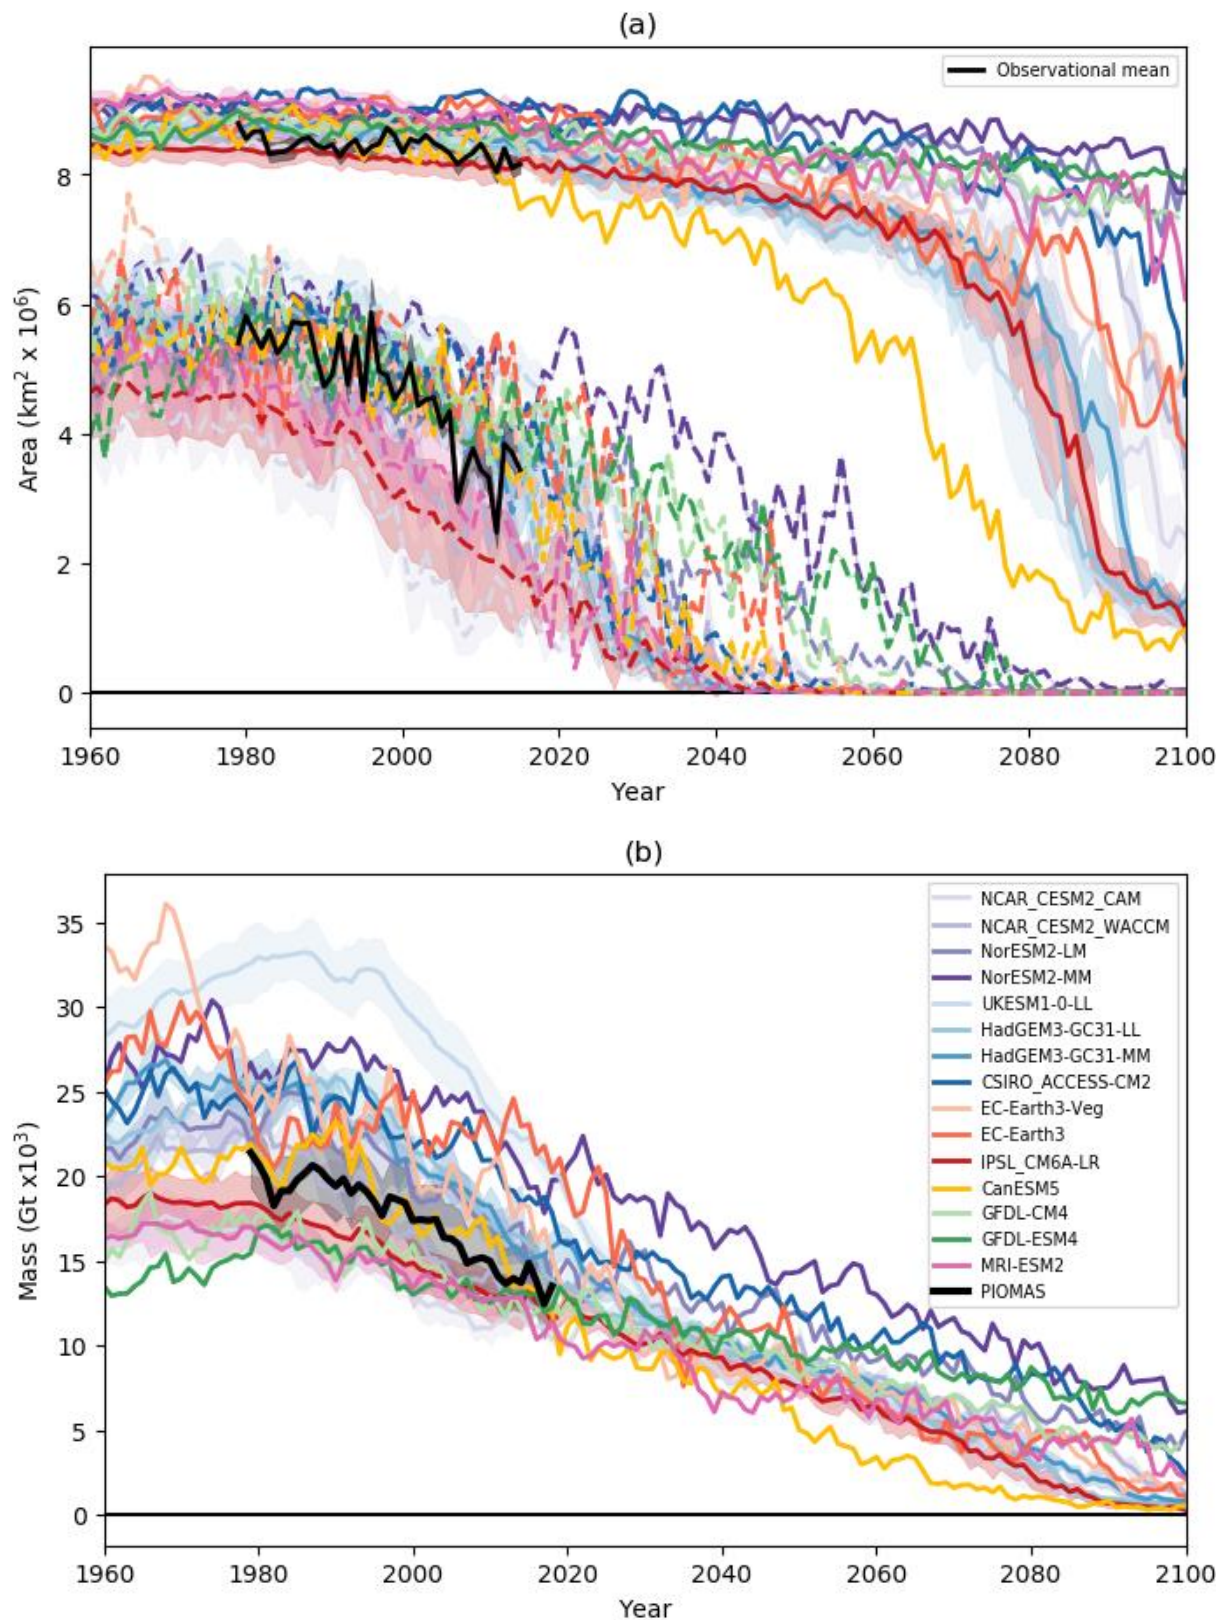 (a)
Observational mean
8
6
4
2
0
Area (km² x 10⁶)
1960 1980 2000 2020 2040 2060 2080 2100
Year
(b)
35
30
25
20
15
10
5
0
Mass (Gt x10³)
NCAR_CESM2_CAM
NCAR_CESM2_WACCM
NorESM2-LM
NorESM2-MM
UKESM1-0-LL
HadGEM3-GC31-LL
HadGEM3-GC31-MM
CSIRO_ACCESS-CM2
EC-Earth3-Veg
EC-Earth3
IPSL_CM6A-LR
CanESM5
GFDL-CM4
GFDL-ESM4
MRI-ESM2
PIOMAS
1960 1980 2000 2020 2040 2060 2080 2100
Year